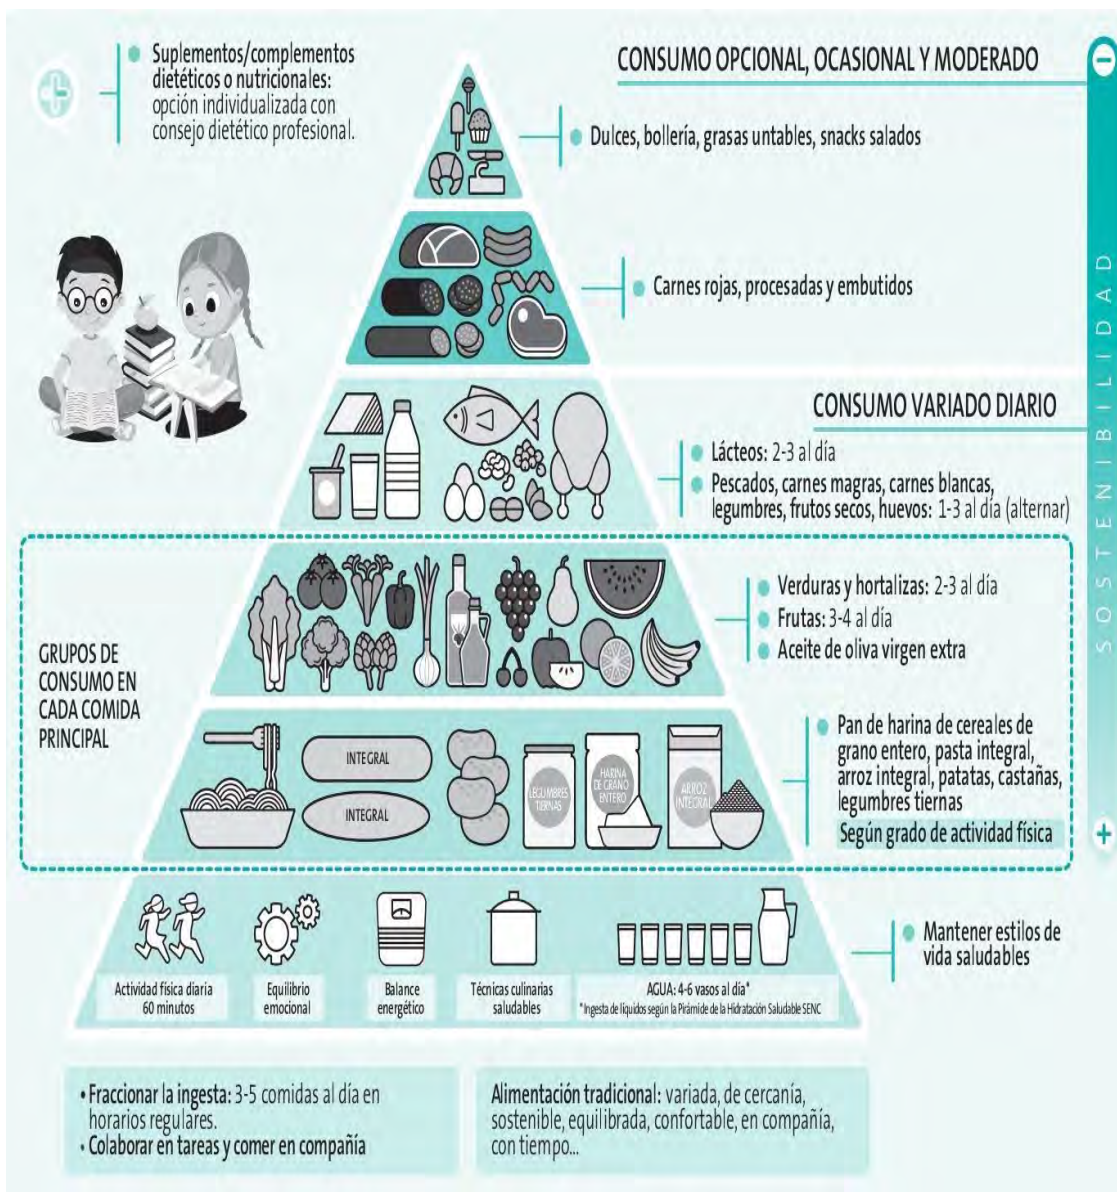 Suplementos/complementos
dietéticos o nutricionales:
opción individualizada con
consejo dietético profesional.
CONSUMO OPCIONAL, OCASIONAL Y MODERADO
Dulces, bollería, grasas untables, snacks salados
Carnes rojas, procesadas y embutidos
CONSUMO VARIADO DIARIO
Lácteos: 2-3 al día
Pescados, carnes magras, carnes blancas,
legumbres, frutos secos, huevos: 1-3 al día (alternar)
GRUPOS DE
CONSUMO EN
CADA COMIDA
PRINCIPAL
Verduras y hortalizas: 2-3 al día
Frutas: 3-4 al día
Aceite de oliva virgen extra
INTEGRAL
INTEGRAL
LEGUMBRES
TIERNAS
HARINA
DE GRANO
ENTERO
ARROZ
INTEGRAL
Pan de harina de cereales de
grano entero, pasta integral,
arroz integral, patatas, castañas,
legumbres tiernas
Según grado de actividad física
- SOSTENIBILIDAD +
Actividad física diaria
60 minutos
Equilibrio
emocional
Balance
energético
Técnicas culinarias
saludables
AGUA: 4-6 vasos al día*
*Ingesta de líquidos según la Pirámide de la Hidratación Saludable SENC
Mantener estilos de
vida saludables
• Fraccionar la ingesta: 3-5 comidas al día en
horarios regulares.
• Colaborar en tareas y comer en compañía
Alimentación tradicional: variada, de cercanía,
sostenible, equilibrada, confortable, en compañía,
con tiempo...